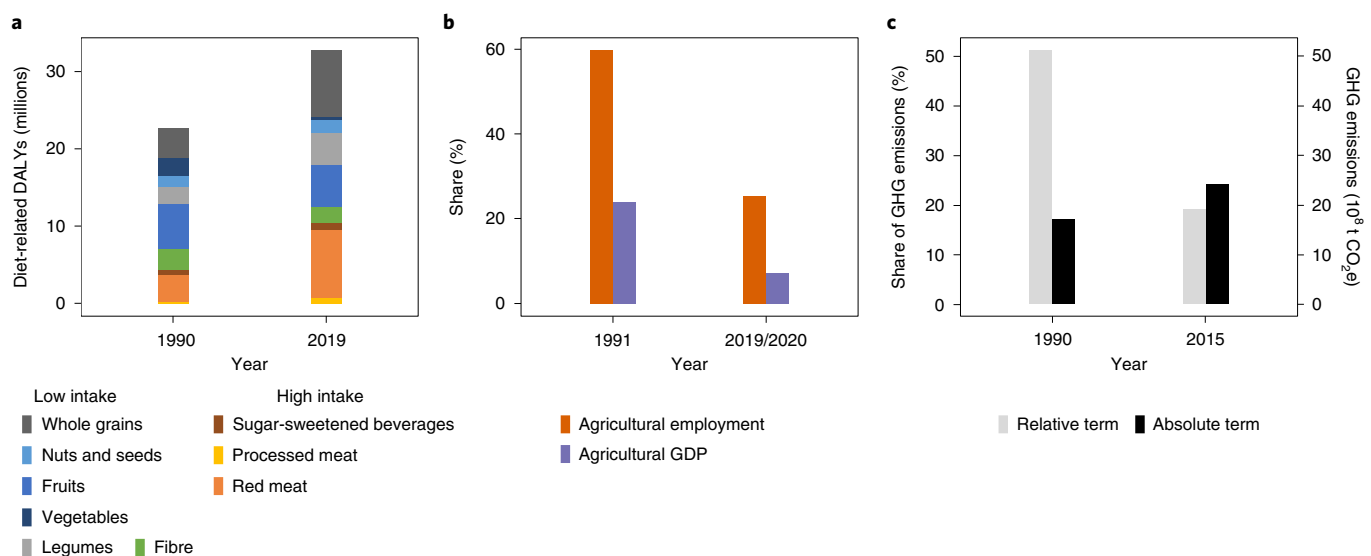 a
Diet-related DALYs (millions)
30
20
10
0
1990
2019
Year
Low intake
High intake
Whole grains
Sugar-sweetened beverages
Nuts and seeds
Processed meat
Fruits
Red meat
Vegetables
Legumes
Fibre
b
Share (%)
60
40
20
0
1991
2019/2020
Year
Agricultural employment
Agricultural GDP
c
Share of GHG emissions (%)
50
40
30
20
10
0
50
40
30
20
10
0
GHG emissions (10⁸ t CO₂e)
1990
2015
Year
Relative term
Absolute term